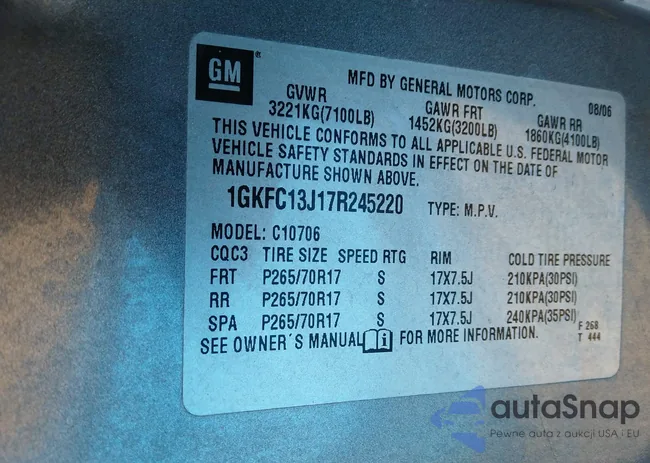 GM ®
MFD BY GENERAL MOTORS CORP. 08/06
GVWR GAWR FRT GAWR RR
3221KG(7100LB) 1452KG(3200LB) 1860KG(4100LB)
THIS VEHICLE CONFORMS TO ALL APPLICABLE U.S. FEDERAL MOTOR
VEHICLE SAFETY STANDARDS IN EFFECT ON THE DATE OF
MANUFACTURE SHOWN ABOVE.
1GKFC13J17R245220 TYPE: M.P.V.
MODEL: C10706
CQC3 TIRE SIZE SPEED RTG RIM COLD TIRE PRESSURE
FRT P265/70R17 S 17X7.5J 210KPA(30PSI)
RR P265/70R17 S 17X7.5J 210KPA(30PSI)
SPA P265/70R17 S 17X7.5J 240KPA(35PSI)
SEE OWNER´S MANUAL i FOR MORE INFORMATION.
F 268
T 444
autaSnap
Pewne auta z aukcji USA i EU